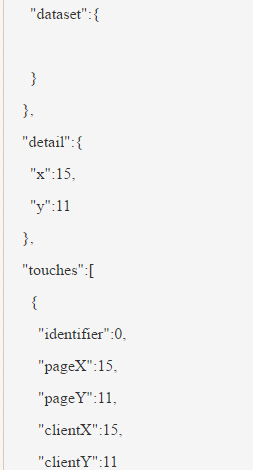 "dataset":{
}
},
"detail":{
"x":15,
"y":11
},
"touches":[
{
"identifier":0,
"pageX":15,
"pageY":11,
"clientX":15,
"clientY":11